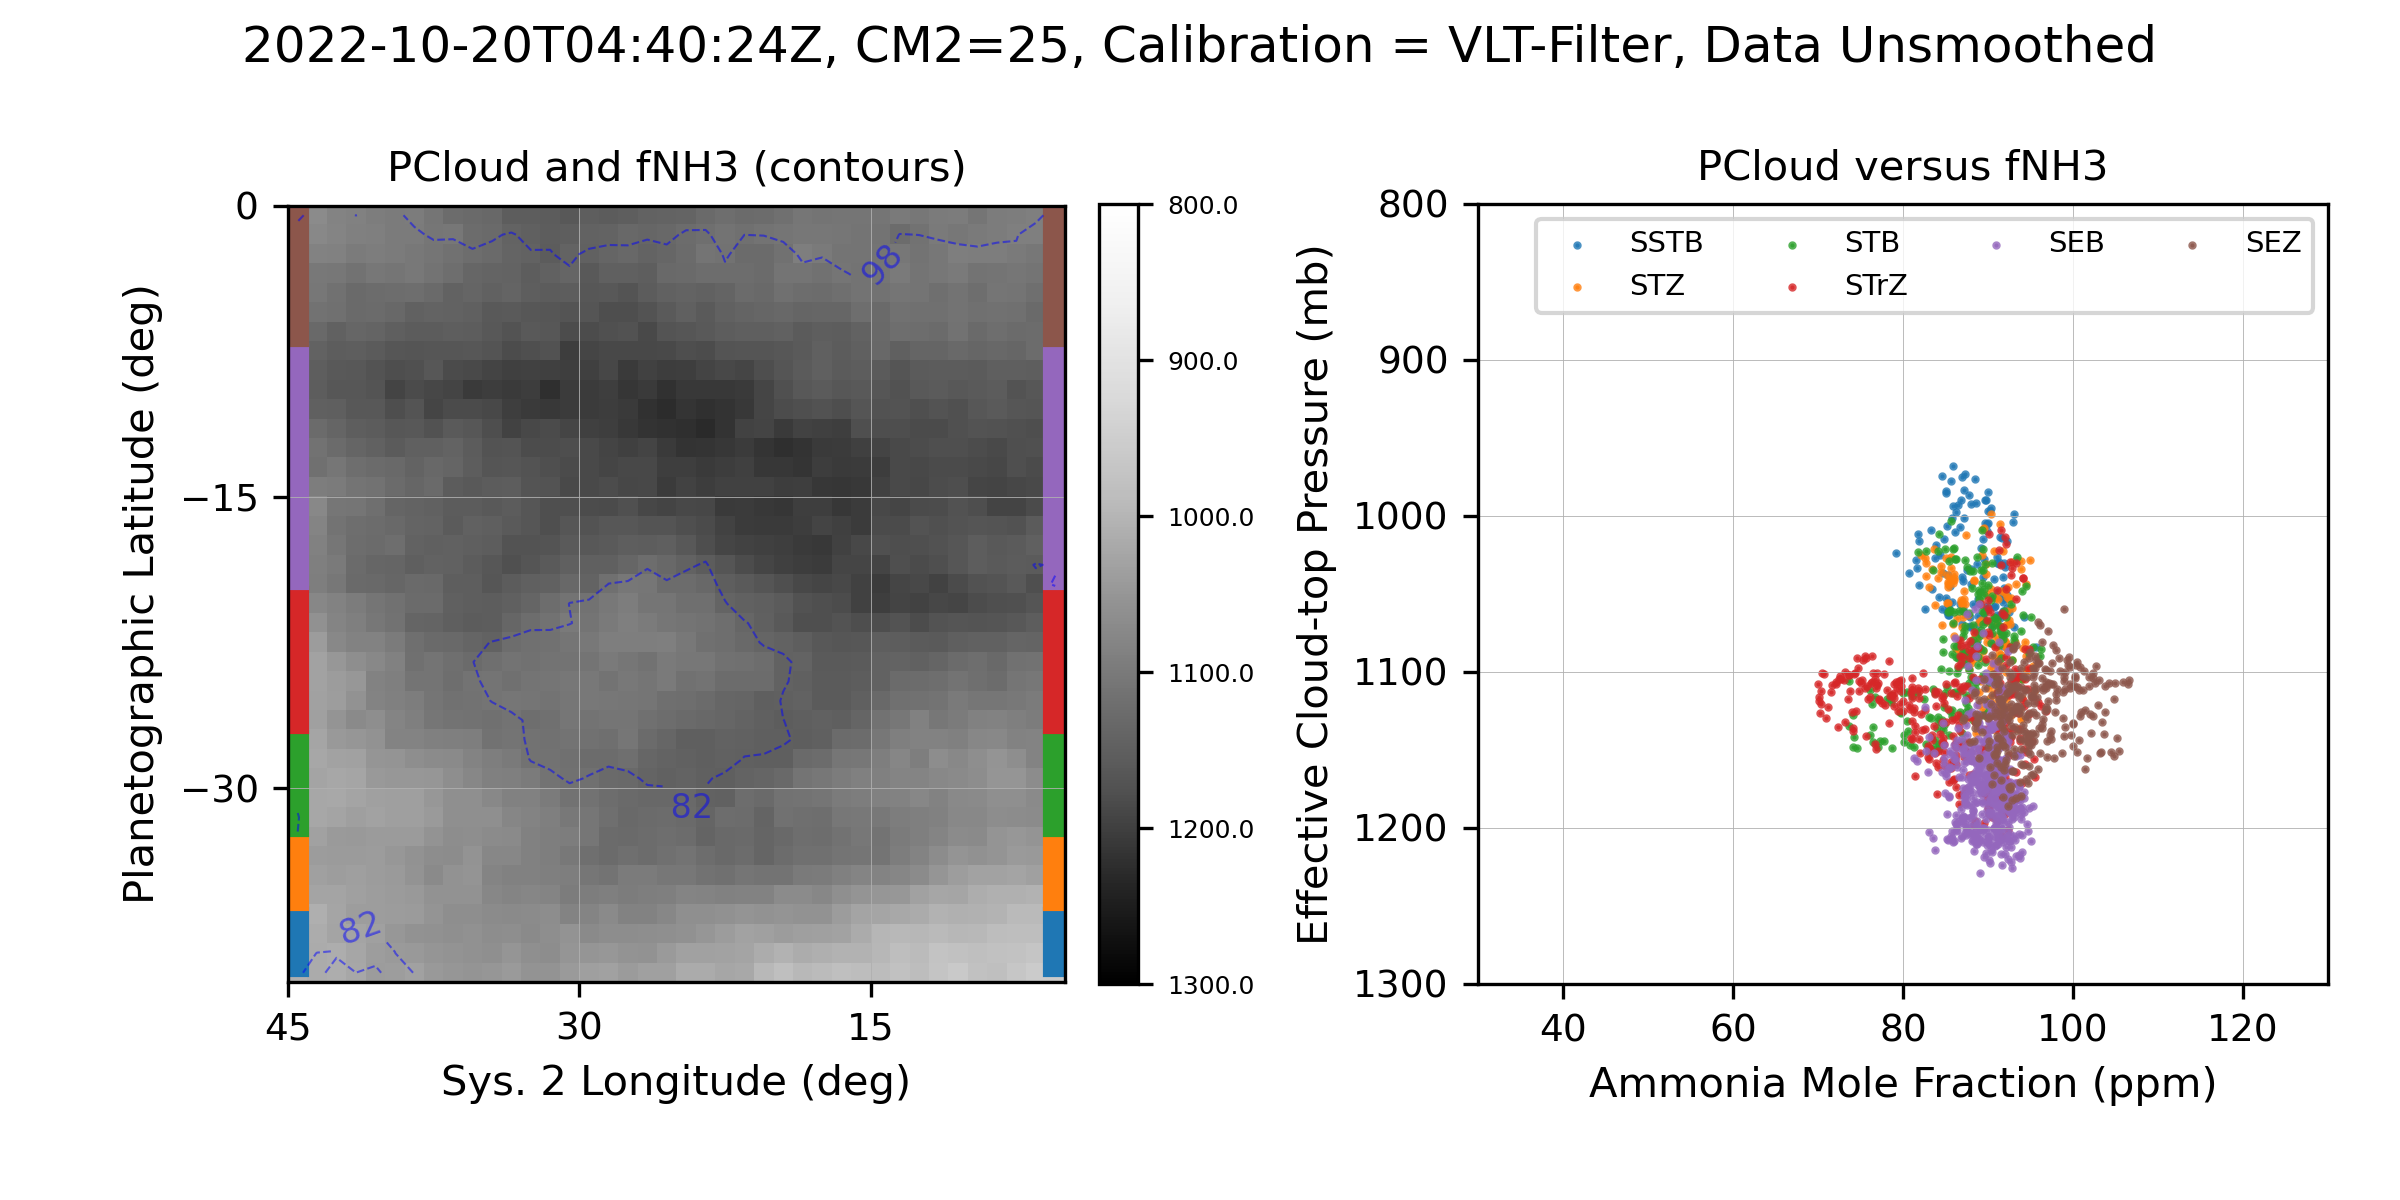 2022-10-20T04:40:24Z, CM2=25, Calibration = VLT-Filter, Data Unsmoothed
PCloud and fNH3 (contours)
0
−15
−30
Planetographic Latitude (deg)
98
82
82
45
30
15
Sys. 2 Longitude (deg)
800.0
900.0
1000.0
1100.0
1200.0
1300.0
PCloud versus fNH3
SSTB STB SEB SEZ
STZ STrZ
800
900
1000
1100
1200
1300
Effective Cloud-top Pressure (mb)
40
60
80
100
120
Ammonia Mole Fraction (ppm)